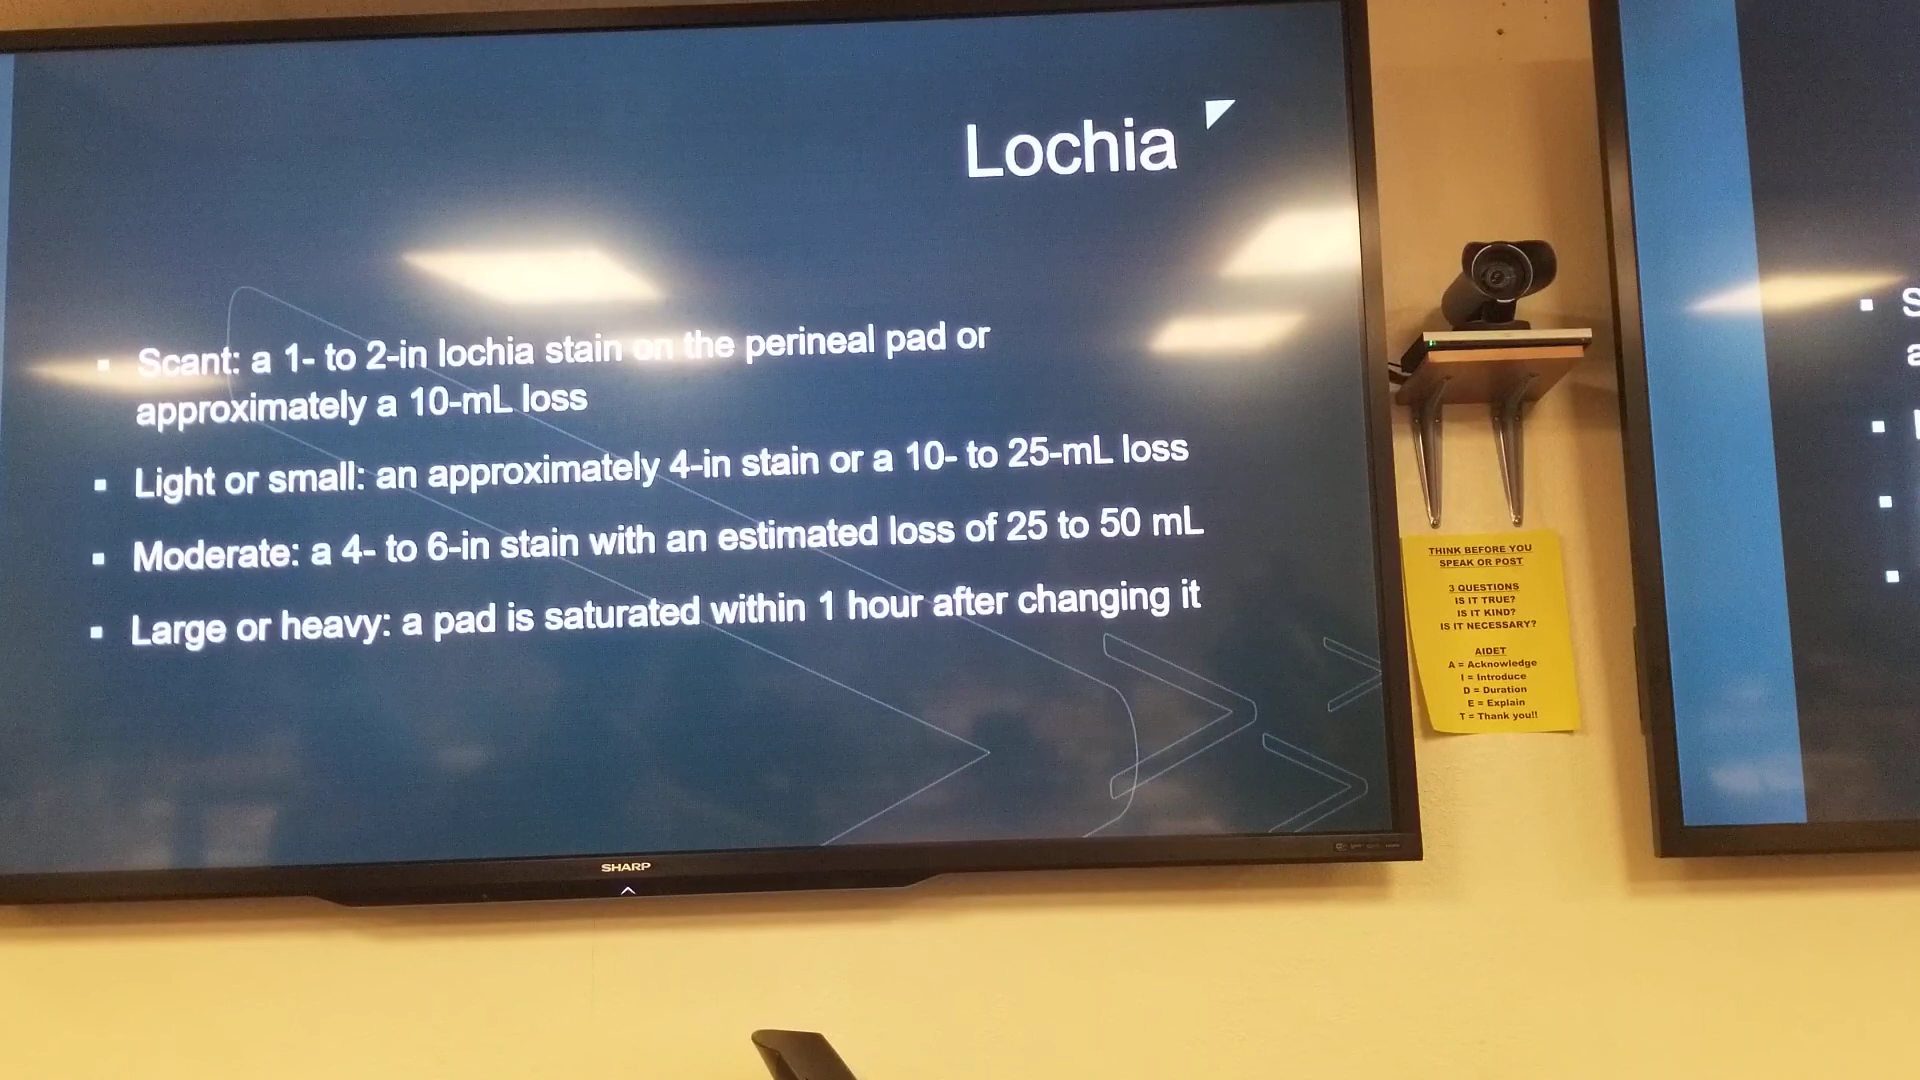 Lochia
▪ Scant: a 1- to 2-in lochia stain on the perineal pad or
approximately a 10-mL loss
▪ Light or small: an approximately 4-in stain or a 10- to 25-mL loss
▪ Moderate: a 4- to 6-in stain with an estimated loss of 25 to 50 mL
▪ Large or heavy: a pad is saturated within 1 hour after changing it
SHARP
THINK BEFORE YOU
SPEAK OR POST
3 QUESTIONS
IS IT TRUE?
IS IT KIND?
IS IT NECESSARY?
AIDET
A = Acknowledge
I = Introduce
D = Duration
E = Explain
T = Thank you!!